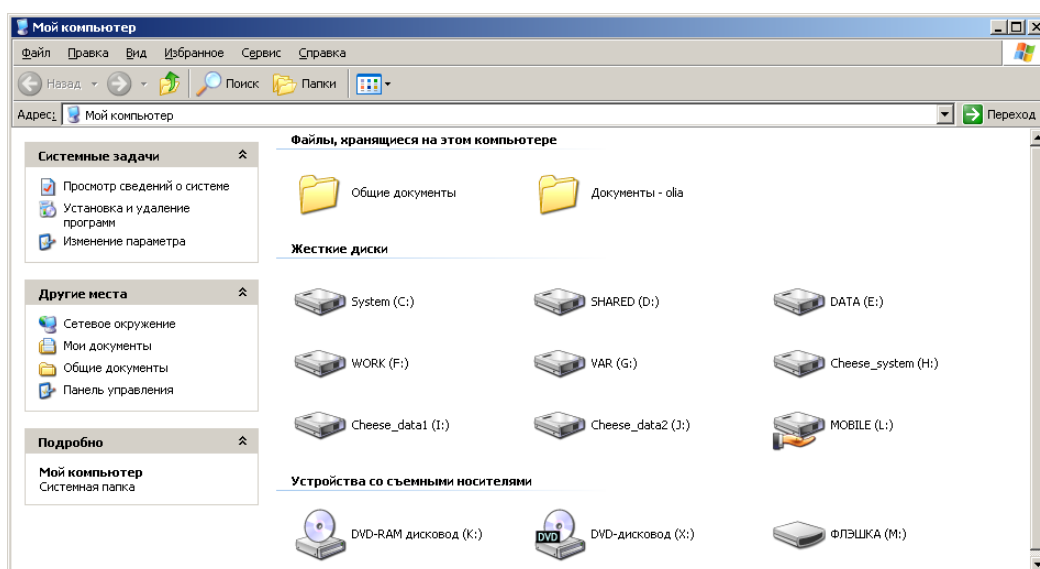 Мой компьютер
Файл Правка Вид Избранное Сервис Справка
Назад Поиск Папки
Адрес: Мой компьютер Переход
Системные задачи
Просмотр сведений о системе
Установка и удаление
программ
Изменение параметра
Другие места
Сетевое окружение
Мои документы
Общие документы
Панель управления
Подробно
Мой компьютер
Системная папка
Файлы, хранящиеся на этом компьютере
Общие документы Документы - olia
Жесткие диски
System (C:) SHARED (D:) DATA (E:)
WORK (F:) VAR (G:) Cheese_system (H:)
Cheese_data1 (I:) Cheese_data2 (J:) MOBILE (L:)
Устройства со съемными носителями
DVD-RAM дисковод (K:) DVD DVD-дисковод (X:) ФЛЭШКА (M:)